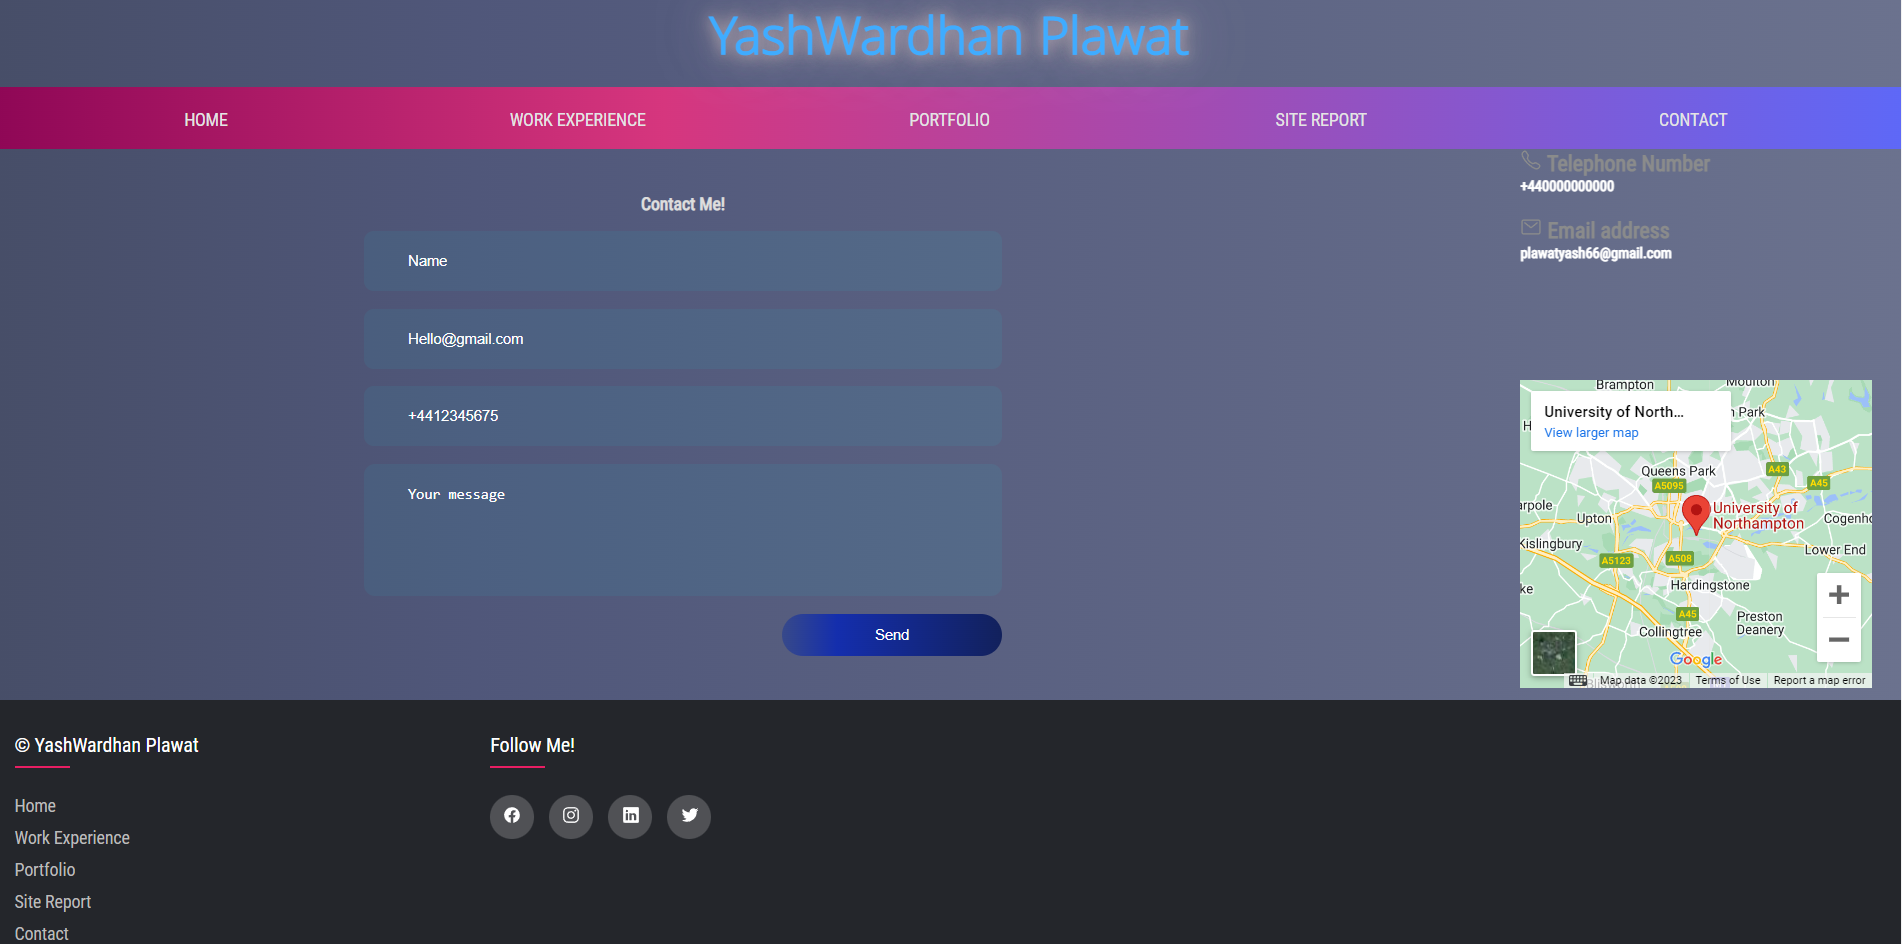 YashWardhan Plawat
HOME
WORK EXPERIENCE
PORTFOLIO
SITE REPORT
CONTACT
Telephone Number
+440000000000
Email address
plawatyash66@gmail.com
Contact Me!
Name
Hello@gmail.com
+4412345675
Your message
Send
Brampton
Moulton
University of North...
View larger map
n Park
H
Queens Park
A43
A45
A5095
arpole
Upton
University of
Northampton
Cogenho
Kislingbury
Lower End
A5123
A508
Hardingstone
ke
A45
Preston
Deanery
Collingtree
Google
Map data ©2023
Terms of Use
Report a map error
© YashWardhan Plawat
Home
Work Experience
Portfolio
Site Report
Contact
Follow Me!